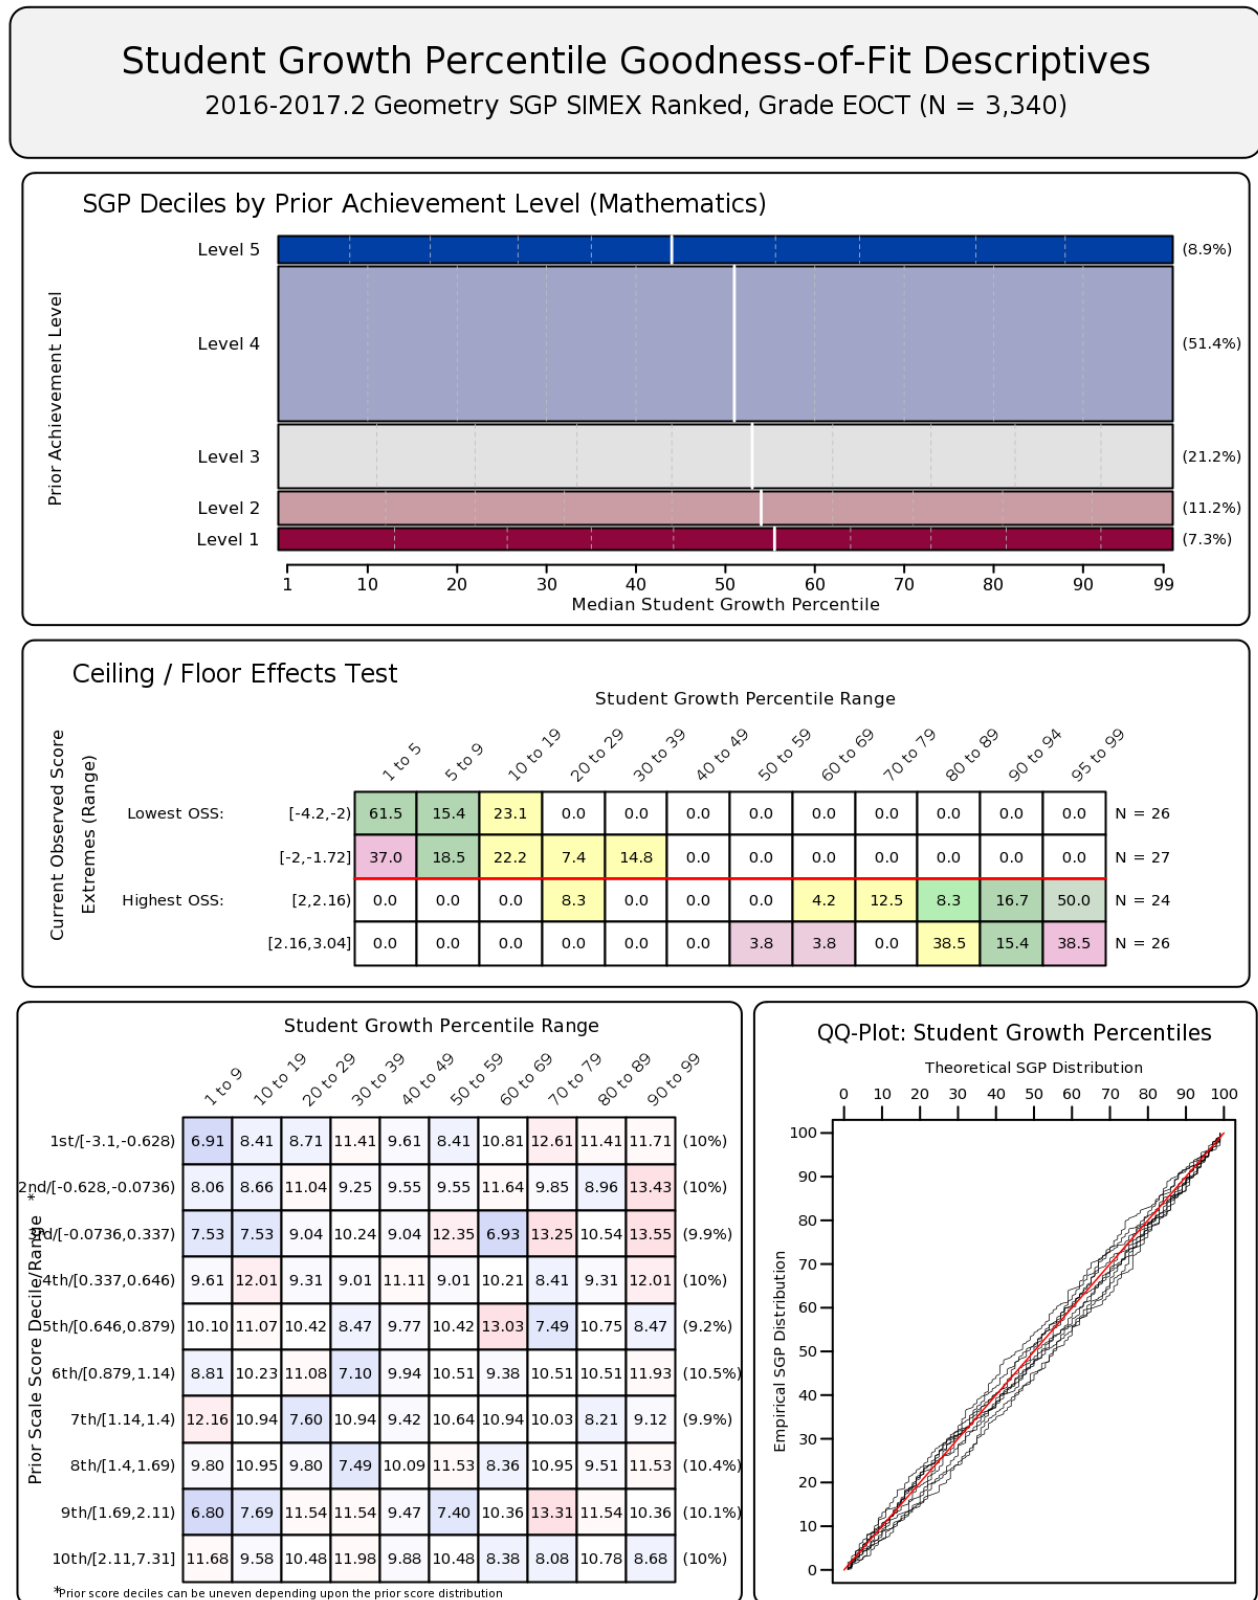 Student Growth Percentile Goodness-of-Fit Descriptives
2016-2017.2 Geometry SGP SIMEX Ranked, Grade EOCT (N = 3,340)
SGP Deciles by Prior Achievement Level (Mathematics)
Prior Achievement Level
Level 5 (8.9%)
Level 4 (51.4%)
Level 3 (21.2%)
Level 2 (11.2%)
Level 1 (7.3%)
1 10 20 30 40 50 60 70 80 90 99
Median Student Growth Percentile
Ceiling / Floor Effects Test
Student Growth Percentile Range
Current Observed Score
Extremes (Range)
1 to 5 5 to 9 10 to 19 20 to 29 30 to 39 40 to 49 50 to 59 60 to 69 70 to 79 80 to 89 90 to 94 95 to 99
Lowest OSS: [-4.2,-2) 61.5 15.4 23.1 0.0 0.0 0.0 0.0 0.0 0.0 0.0 0.0 0.0 N = 26
[-2,-1.72] 37.0 18.5 22.2 7.4 14.8 0.0 0.0 0.0 0.0 0.0 0.0 0.0 N = 27
Highest OSS: [2,2.16) 0.0 0.0 0.0 8.3 0.0 0.0 0.0 4.2 12.5 8.3 16.7 50.0 N = 24
[2.16,3.04] 0.0 0.0 0.0 0.0 0.0 0.0 3.8 3.8 0.0 38.5 15.4 38.5 N = 26
Student Growth Percentile Range
Prior Scale Score Decile/Range *
1 to 9 10 to 19 20 to 29 30 to 39 40 to 49 50 to 59 60 to 69 70 to 79 80 to 89 90 to 99
1st/[-3.1,-0.628) 6.91 8.41 8.71 11.41 9.61 8.41 10.81 12.61 11.41 11.71 (10%)
2nd/[-0.628,-0.0736) 8.06 8.66 11.04 9.25 9.55 9.55 11.64 9.85 8.96 13.43 (10%)
3rd/[-0.0736,0.337) 7.53 7.53 9.04 10.24 9.04 12.35 6.93 13.25 10.54 13.55 (9.9%)
4th/[0.337,0.646) 9.61 12.01 9.31 9.01 11.11 9.01 10.21 8.41 9.31 12.01 (10%)
5th/[0.646,0.879) 10.10 11.07 10.42 8.47 9.77 10.42 13.03 7.49 10.75 8.47 (9.2%)
6th/[0.879,1.14) 8.81 10.23 11.08 7.10 9.94 10.51 9.38 10.51 10.51 11.93 (10.5%)
7th/[1.14,1.4) 12.16 10.94 7.60 10.94 9.42 10.64 10.94 10.03 8.21 9.12 (9.9%)
8th/[1.4,1.69) 9.80 10.95 9.80 7.49 10.09 11.53 8.36 10.95 9.51 11.53 (10.4%)
9th/[1.69,2.11) 6.80 7.69 11.54 11.54 9.47 7.40 10.36 13.31 11.54 10.36 (10.1%)
10th/[2.11,7.31] 11.68 9.58 10.48 11.98 9.88 10.48 8.38 8.08 10.78 8.68 (10%)
*Prior score deciles can be uneven depending upon the prior score distribution
QQ-Plot: Student Growth Percentiles
Theoretical SGP Distribution
0 10 20 30 40 50 60 70 80 90 100
Empirical SGP Distribution
100
90
80
70
60
50
40
30
20
10
0